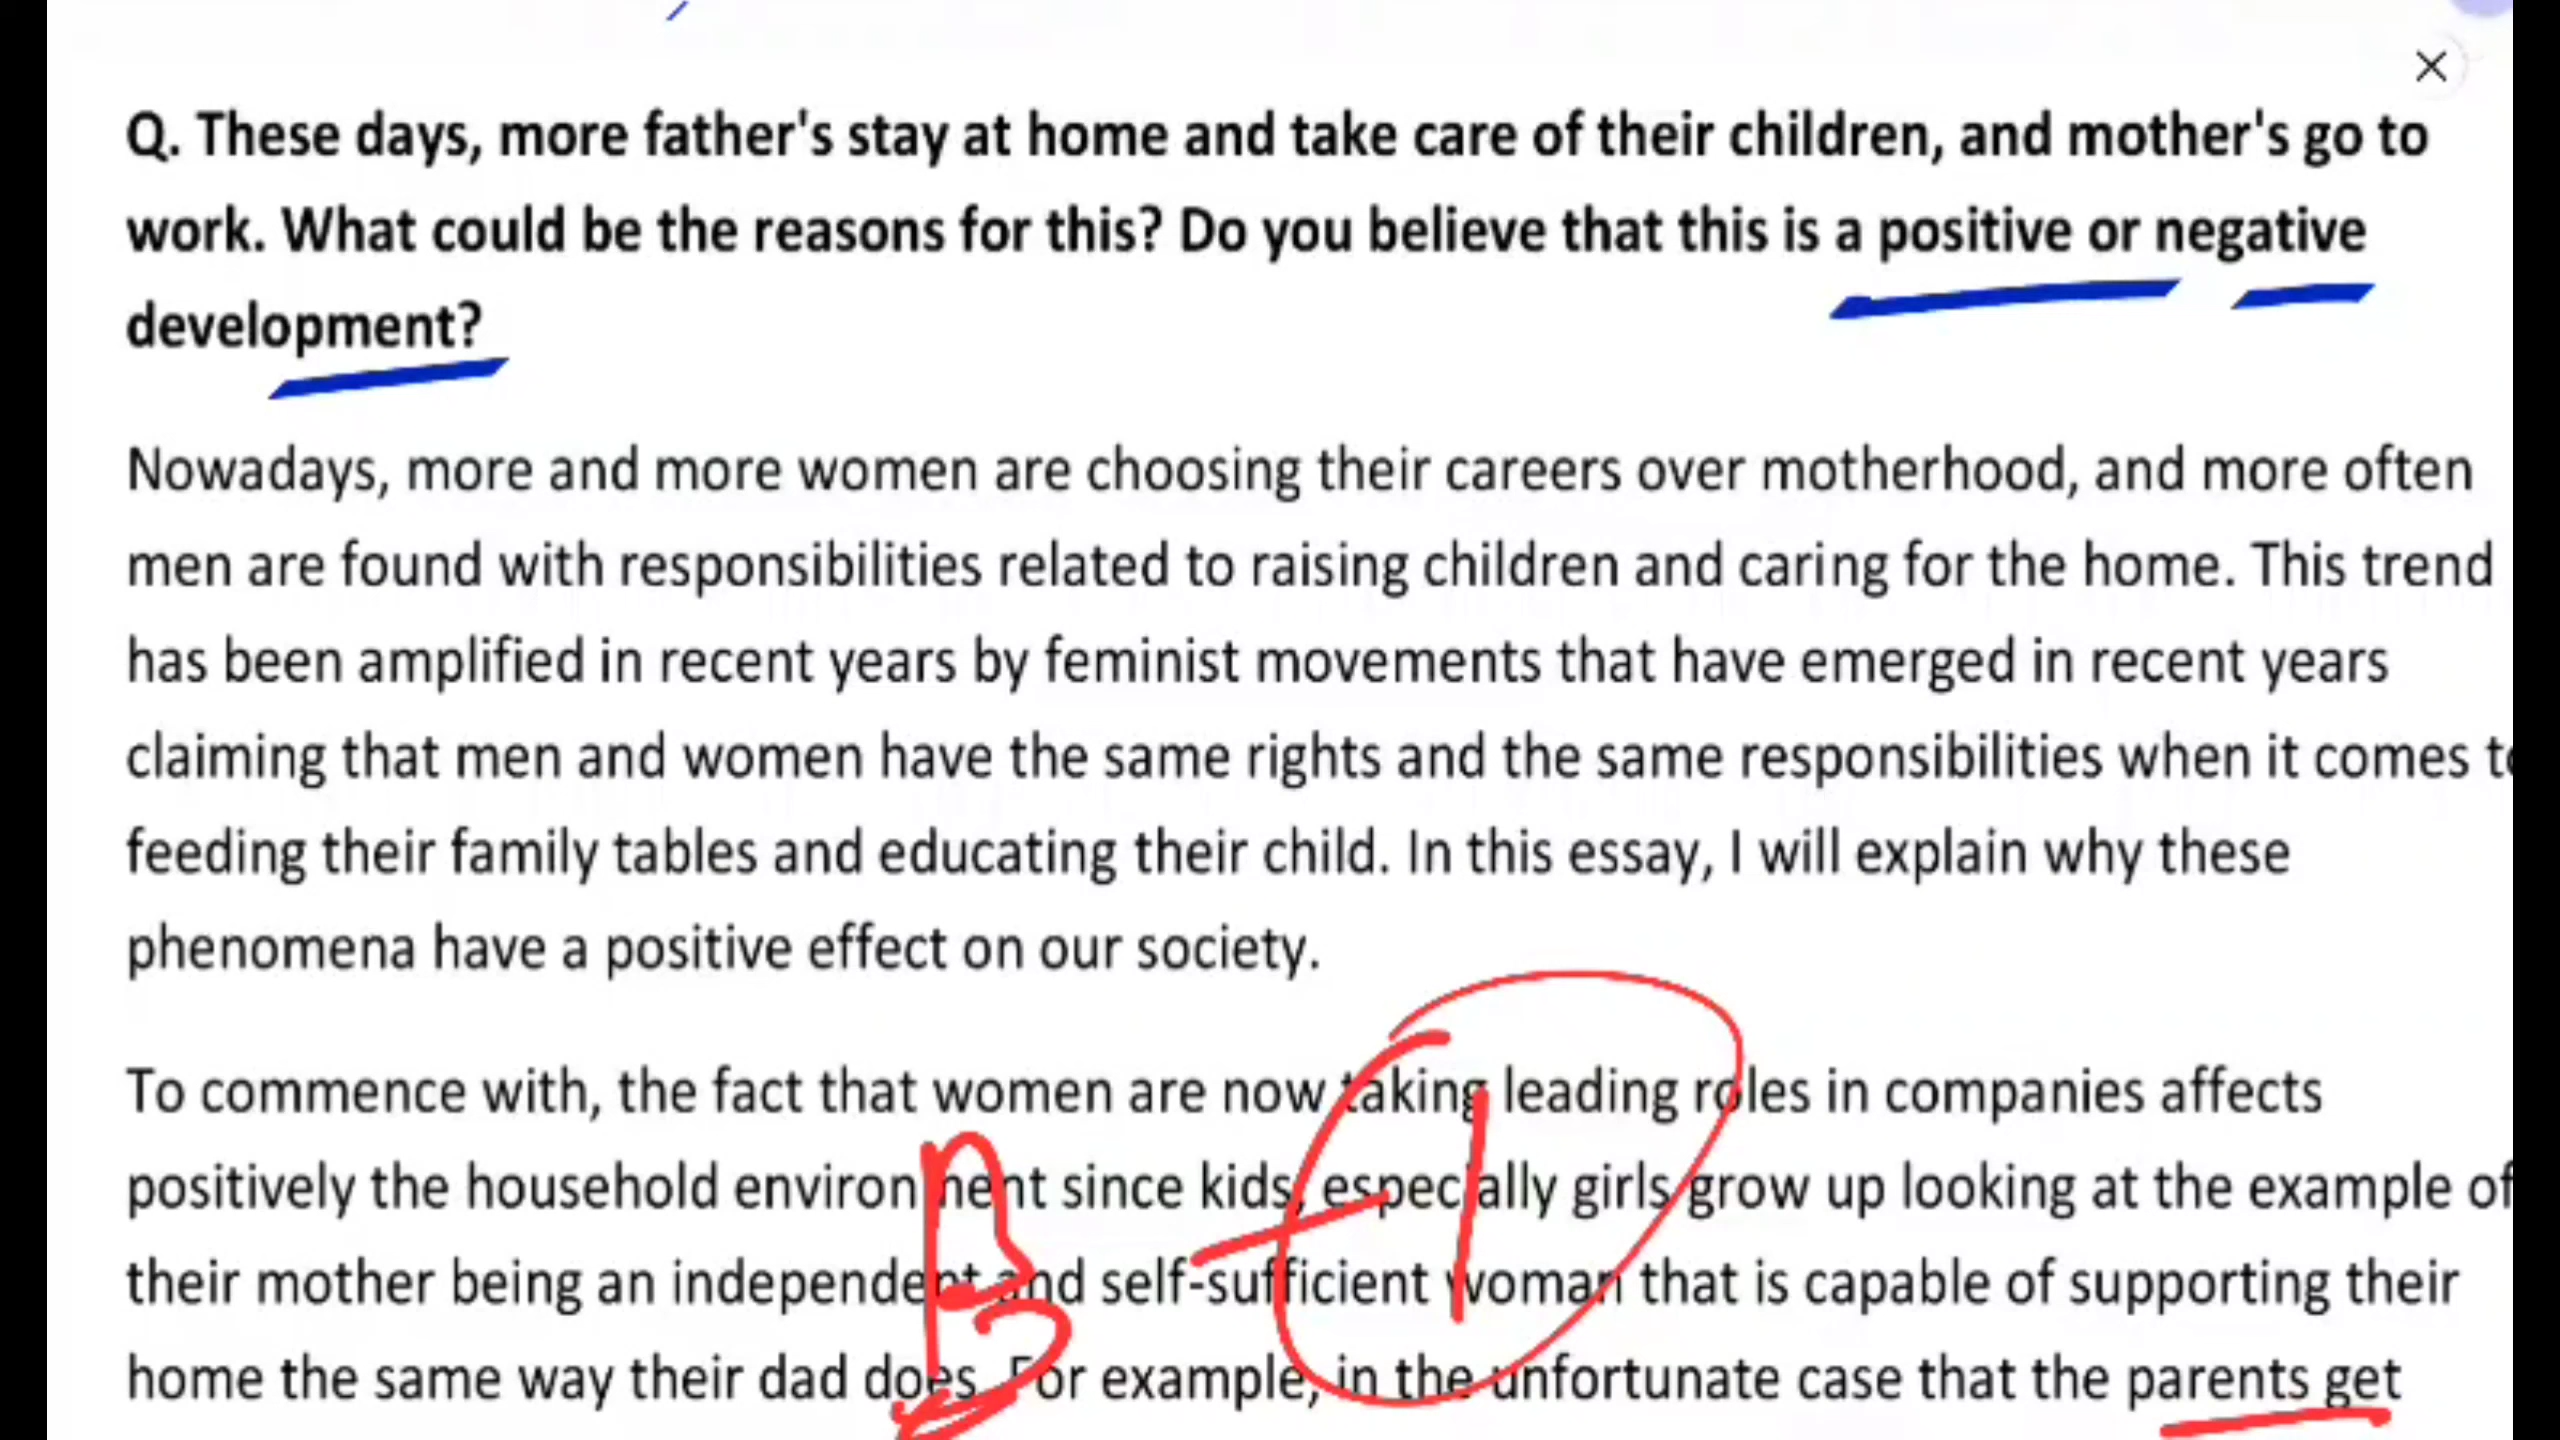 Q. These days, more father's stay at home and take care of their children, and mother's go to
work. What could be the reasons for this? Do you believe that this is a positive or negative
development?
Nowadays, more and more women are choosing their careers over motherhood, and more often
men are found with responsibilities related to raising children and caring for the home. This trend
has been amplified in recent years by feminist movements that have emerged in recent years
claiming that men and women have the same rights and the same responsibilities when it comes to
feeding their family tables and educating their child. In this essay, I will explain why these
phenomena have a positive effect on our society.
To commence with, the fact that women are now taking leading roles in companies affects
positively the household environment since kids, especially girls grow up looking at the example of
their mother being an independent and self-sufficient woman that is capable of supporting their
home the same way their dad does. For example, in the unfortunate case that the parents get
B - 1